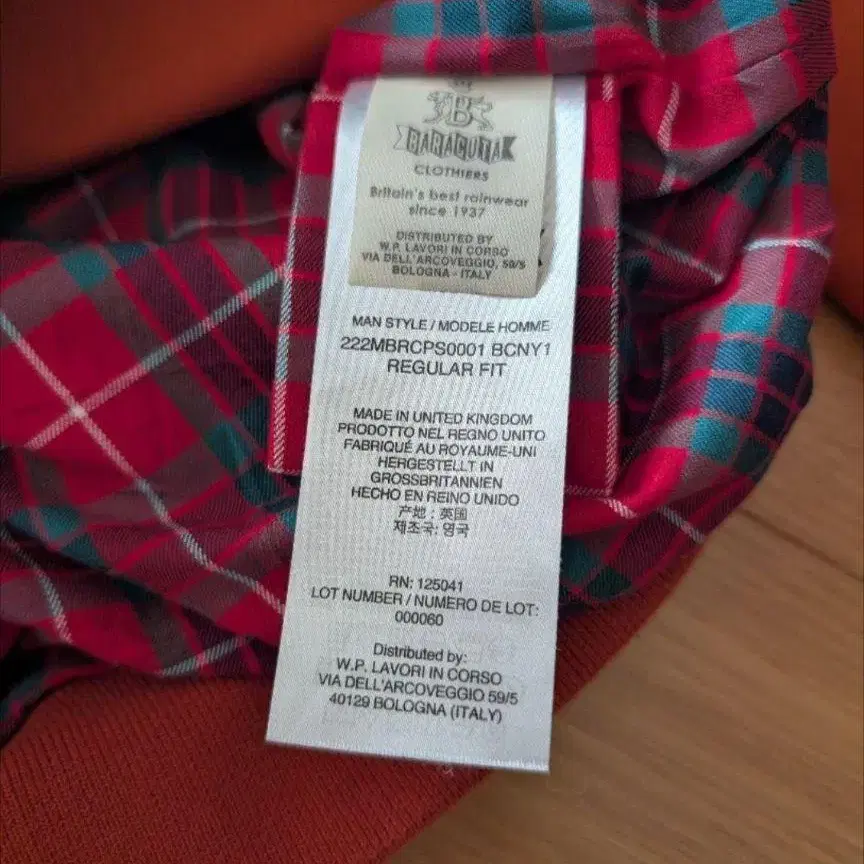 B
BARACUTA
CLOTHIERS
Britain's best rainwear
since 1937
DISTRIBUTED BY
W.P. LAVORI IN CORSO
VIA DELL'ARCOVEGGIO, 59/5
BOLOGNA - ITALY
MAN STYLE / MODELE HOMME
222MBRCPS0001 BCNY1
REGULAR FIT
MADE IN UNITED KINGDOM
PRODOTTO NEL REGNO UNITO
FABRIQUÉ AU ROYAUME-UNI
HERGESTELLT IN
GROSSBRITANNIEN
HECHO EN REINO UNIDO
产地：英国
제조국: 영국
RN: 125041
LOT NUMBER / NUMERO DE LOT:
000060
Distributed by:
W.P. LAVORI IN CORSO
VIA DELL'ARCOVEGGIO 59/5
40129 BOLOGNA (ITALY)